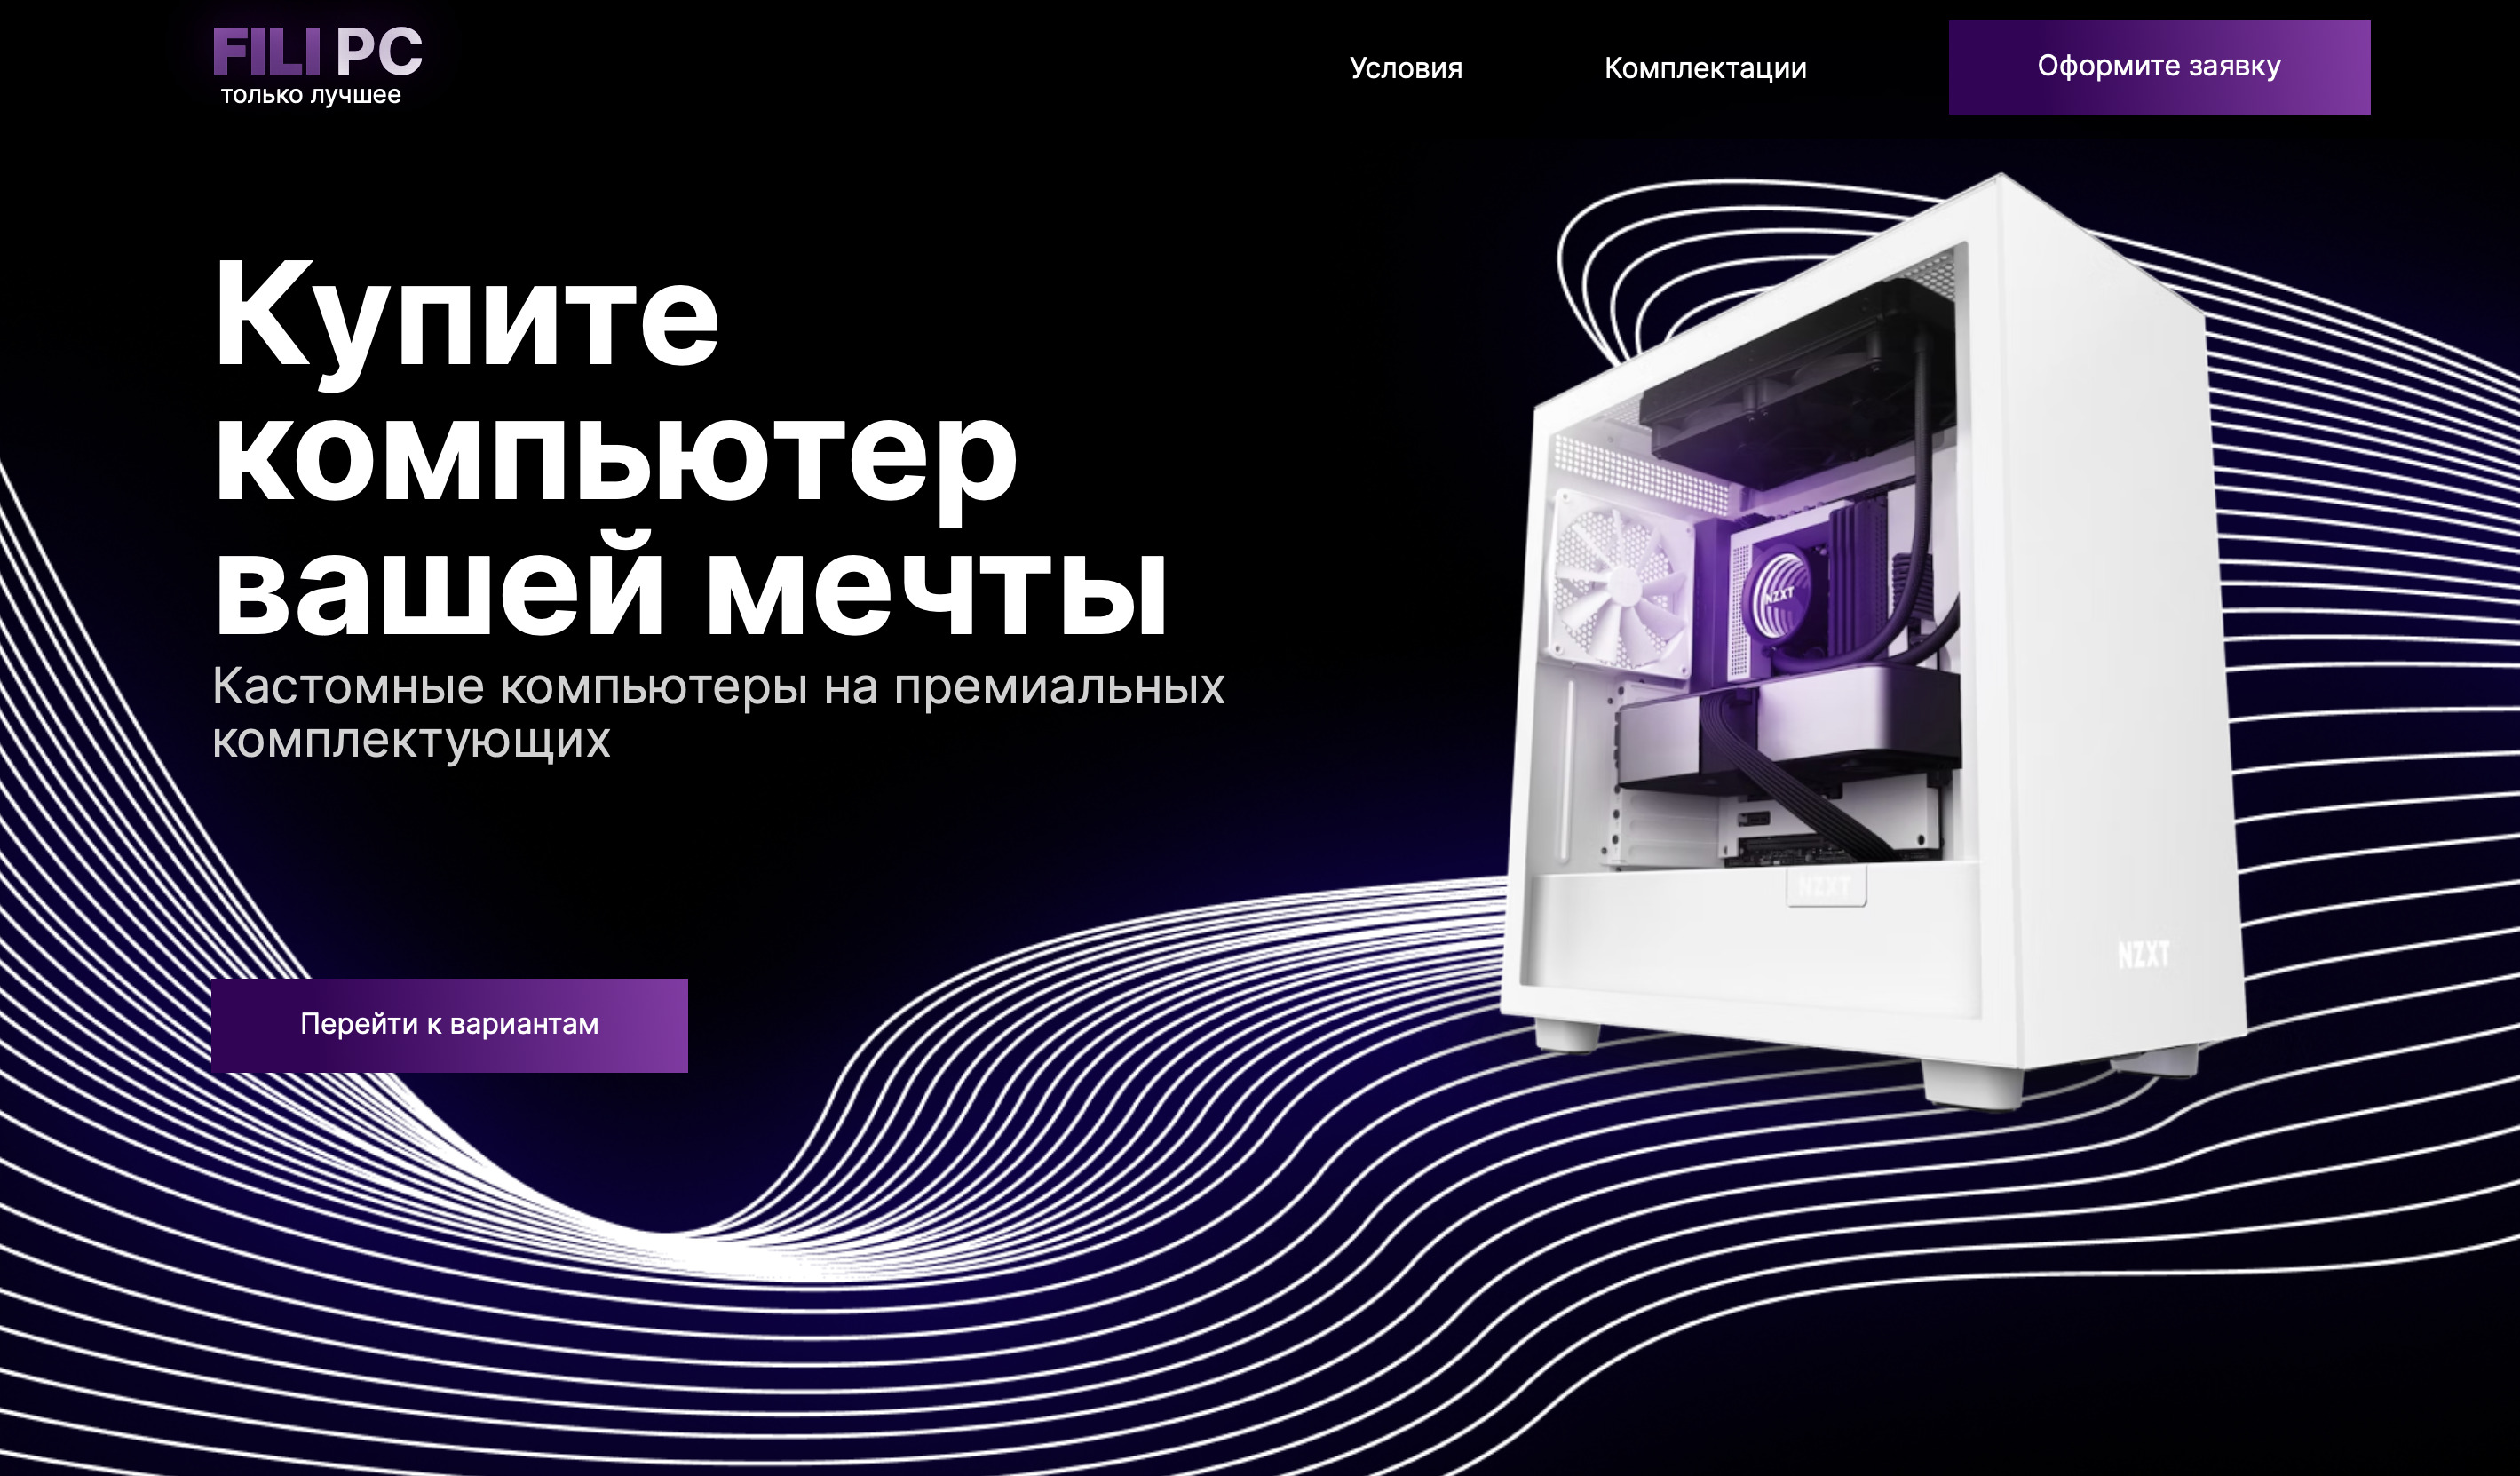 FILI PC
только лучшее
Условия
Комплектации
Оформите заявку
Купите
компьютер
вашей мечты
Кастомные компьютеры на премиальных
комплектующих
NZXT
NZXT
NZXT
Перейти к вариантам